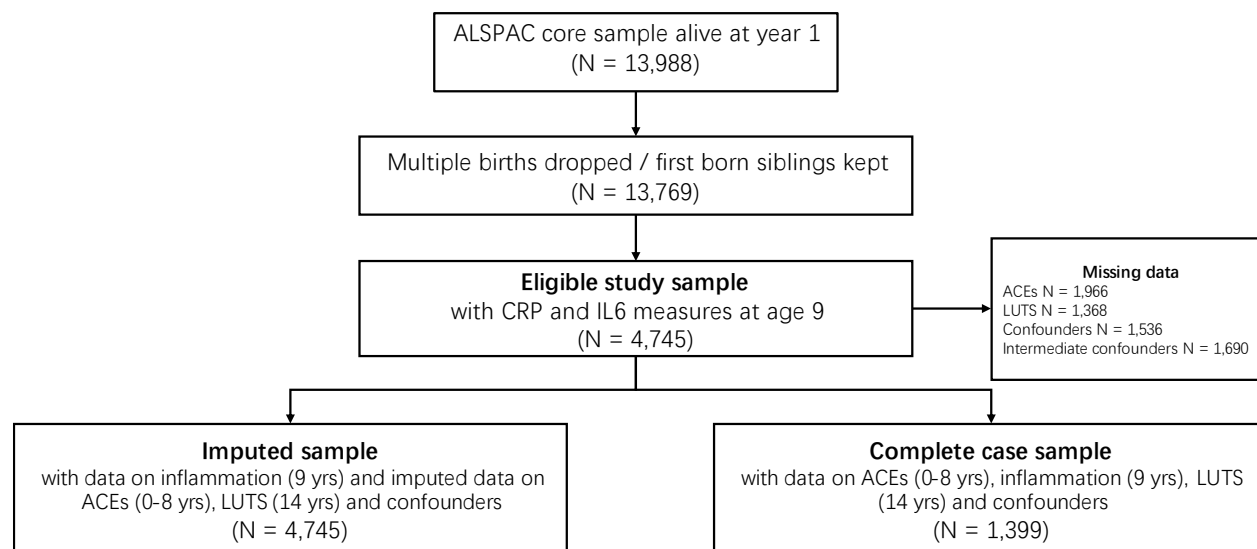 ALSPAC core sample alive at year 1
(N = 13,988)
Multiple births dropped / first born siblings kept
(N = 13,769)
Eligible study sample
with CRP and IL6 measures at age 9
(N = 4,745)
Missing data
ACEs N = 1,966
LUTS N = 1,368
Confounders N = 1,536
Intermediate confounders N = 1,690
Imputed sample
with data on inflammation (9 yrs) and imputed data on
ACEs (0-8 yrs), LUTS (14 yrs) and confounders
(N = 4,745)
Complete case sample
with data on ACEs (0-8 yrs), inflammation (9 yrs), LUTS
(14 yrs) and confounders
(N = 1,399)